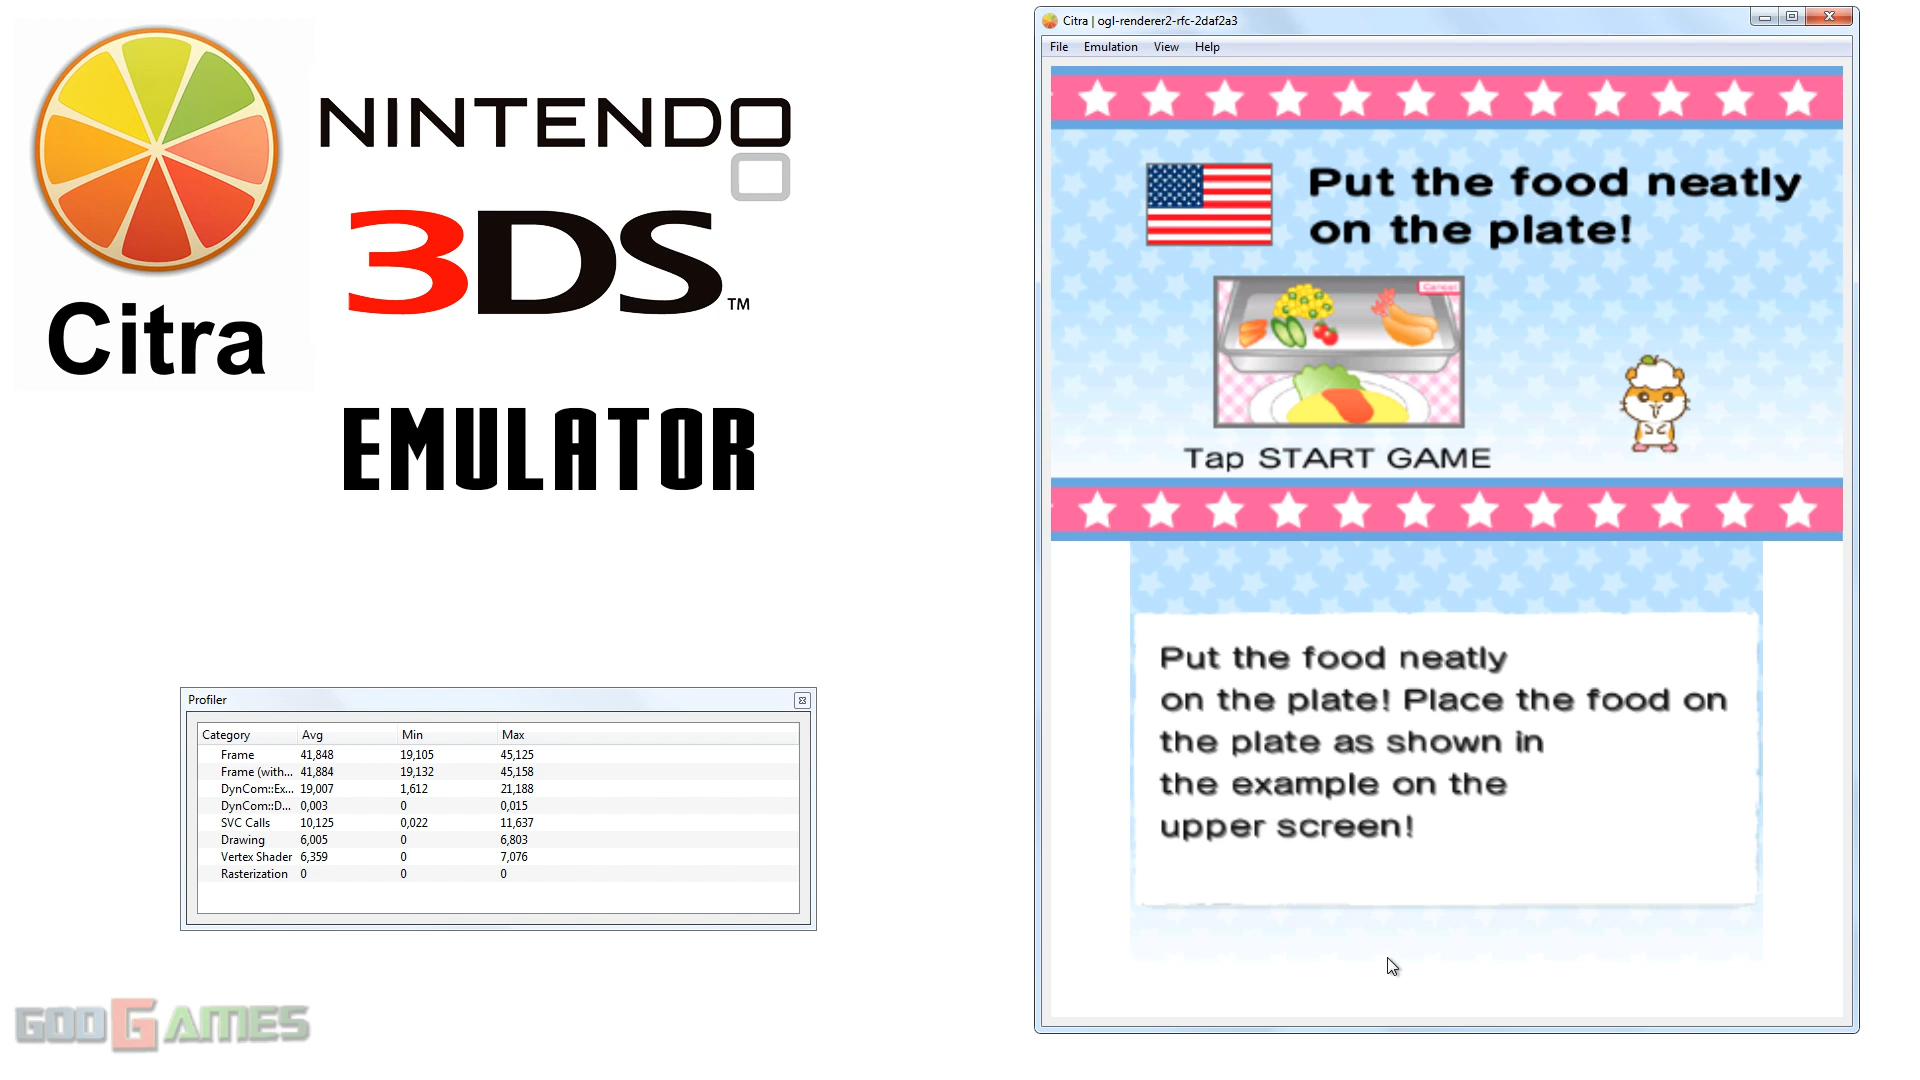 Citra
NINTENDO
3DS™
EMULATOR
Profiler
Category Avg Min Max
Frame 41,848 19,105 45,125
Frame (with... 41,884 19,132 45,158
DynCom::Ex... 19,007 1,612 21,188
DynCom::D... 0,003 0 0,015
SVC Calls 10,125 0,022 11,637
Drawing 6,005 0 6,803
Vertex Shader 6,359 0 7,076
Rasterization 0 0 0
GODGAMES
Citra | ogl-renderer2-rfc-2daf2a3
File Emulation View Help
Put the food neatly
on the plate!
Cancel
Tap START GAME
Put the food neatly
on the plate! Place the food on
the plate as shown in
the example on the
upper screen!